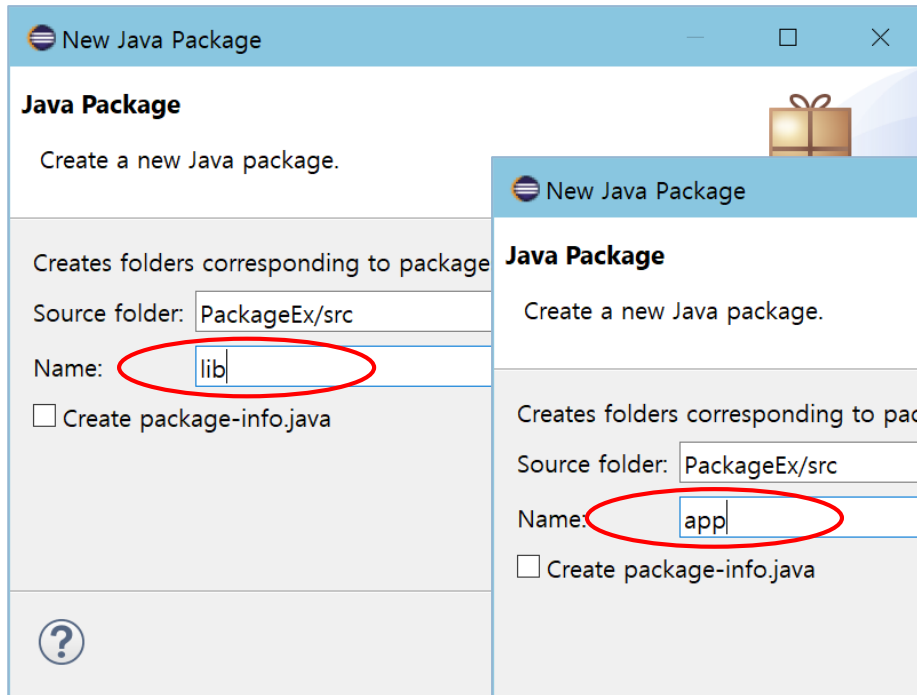 New Java Package
Java Package
Create a new Java package.
Creates folders corresponding to package
Source folder: PackageEx/src
Name: lib
Create package-info.java
?
New Java Package
Java Package
Create a new Java package.
Creates folders corresponding to pac
Source folder: PackageEx/src
Name: app
Create package-info.java